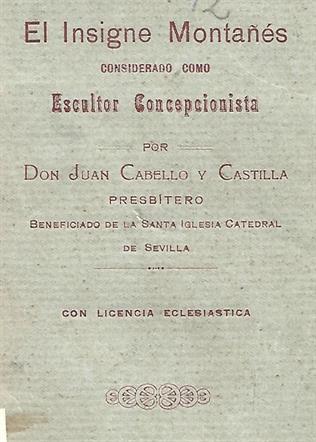 12
El Insigne Montañés
CONSIDERADO COMO
Escultor Concepcionista
POR
DON JUAN CABELLO Y CASTILLA
PRESBÍTERO
BENEFICIADO DE LA SANTA IGLESIA CATEDRAL
DE SEVILLA
CON LICENCIA ECLESIASTICA